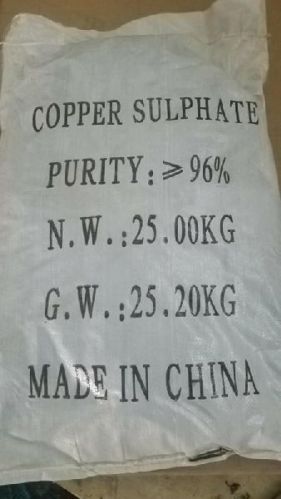 COPPER SULPHATE
PURITY: ≥96%
N.W.:25.00KG
G.W.:25.20KG
MADE IN CHINA